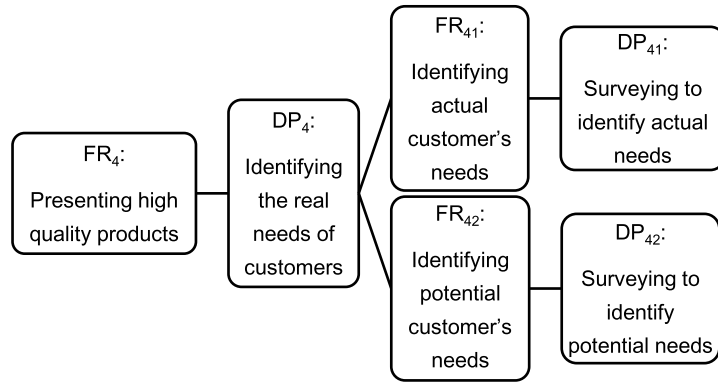 FR4:
Presenting high
quality products
DP4:
Identifying
the real
needs of
customers
FR41:
Identifying
actual
customer’s
needs
DP41:
Surveying to
identify actual
needs
FR42:
Identifying
potential
customer’s
needs
DP42:
Surveying to
identify
potential needs